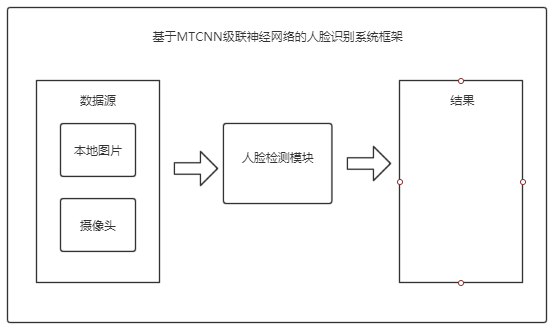 基于MTCNN级联神经网络的人脸识别系统框架
数据源
本地图片
摄像头
人脸检测模块
结果